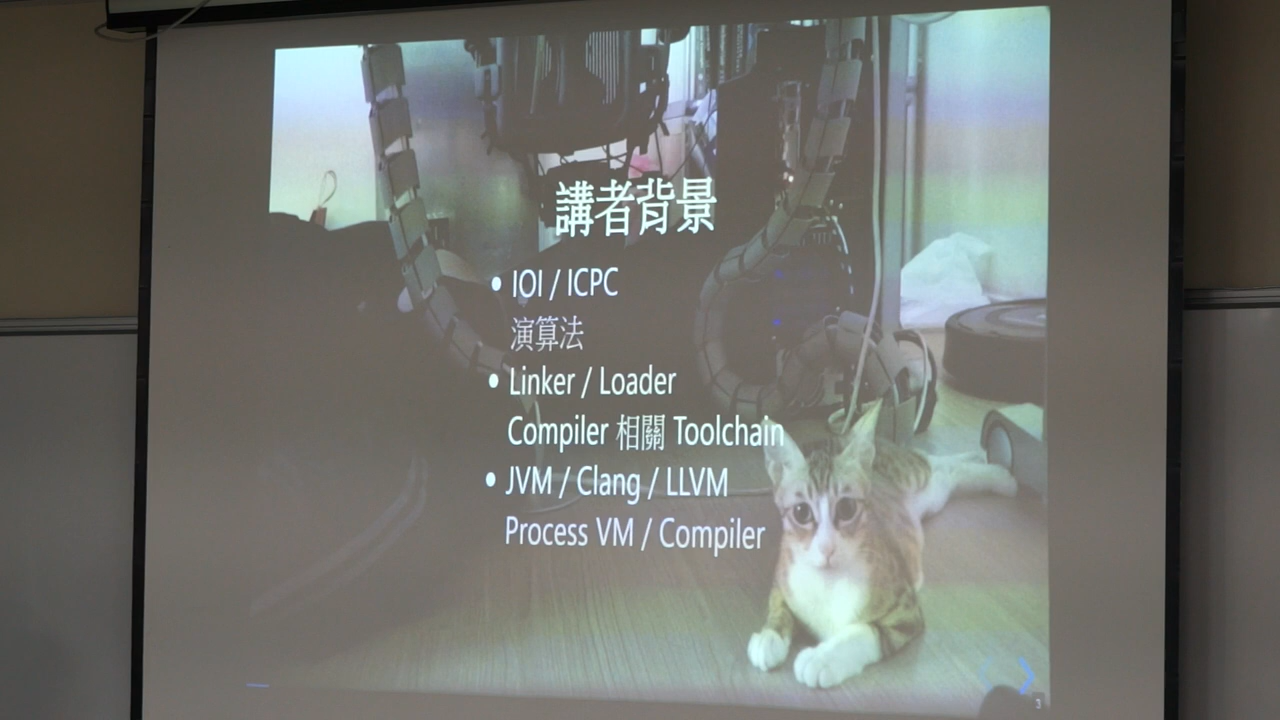 講者背景
• IOI / ICPC
演算法
• Linker / Loader
Compiler 相關 Toolchain
• JVM / Clang / LLVM
Process VM / Compiler
3